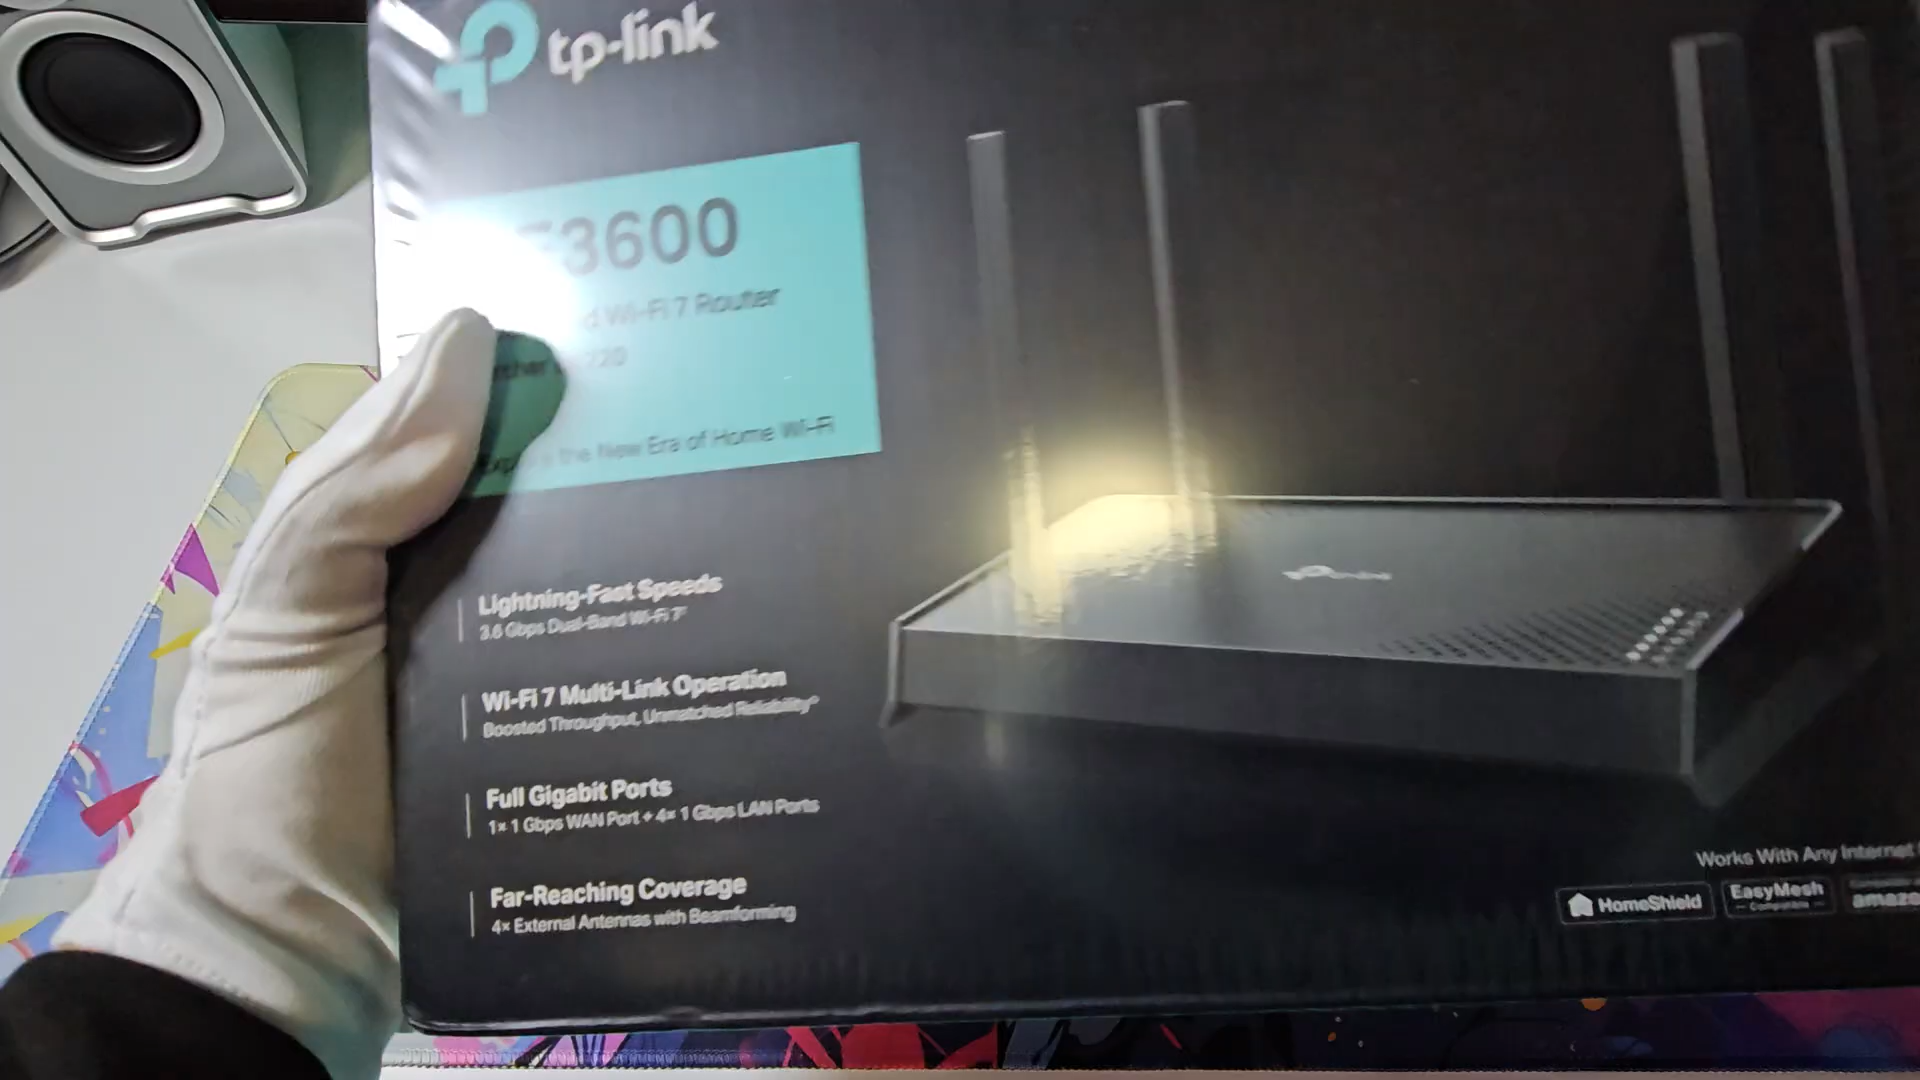 tp-link
3600
Wi-Fi 7 Router
the New Era of Home Wi-Fi
Lightning-Fast Speeds
3.6 Gbps Dual-Band Wi-Fi 7
Wi-Fi 7 Multi-Link Operation
Boosted Throughput, Unmatched Reliability
Full Gigabit Ports
1× 1 Gbps WAN Port + 4× 1 Gbps LAN Ports
Far-Reaching Coverage
4× External Antennas with Beamforming
Works With Any Internet
HomeShield
EasyMesh
Compatible